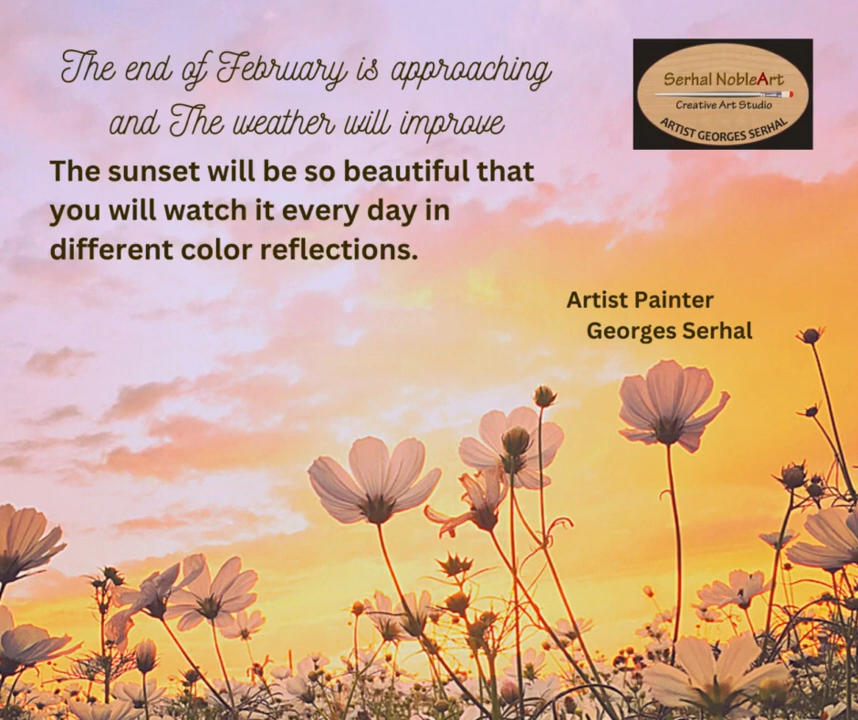 The end of February is approaching
and The weather will improve
The sunset will be so beautiful that
you will watch it every day in
different color reflections.
Serhal NobleArt
Creative Art Studio
ARTIST GEORGES SERHAL
Artist Painter
Georges Serhal